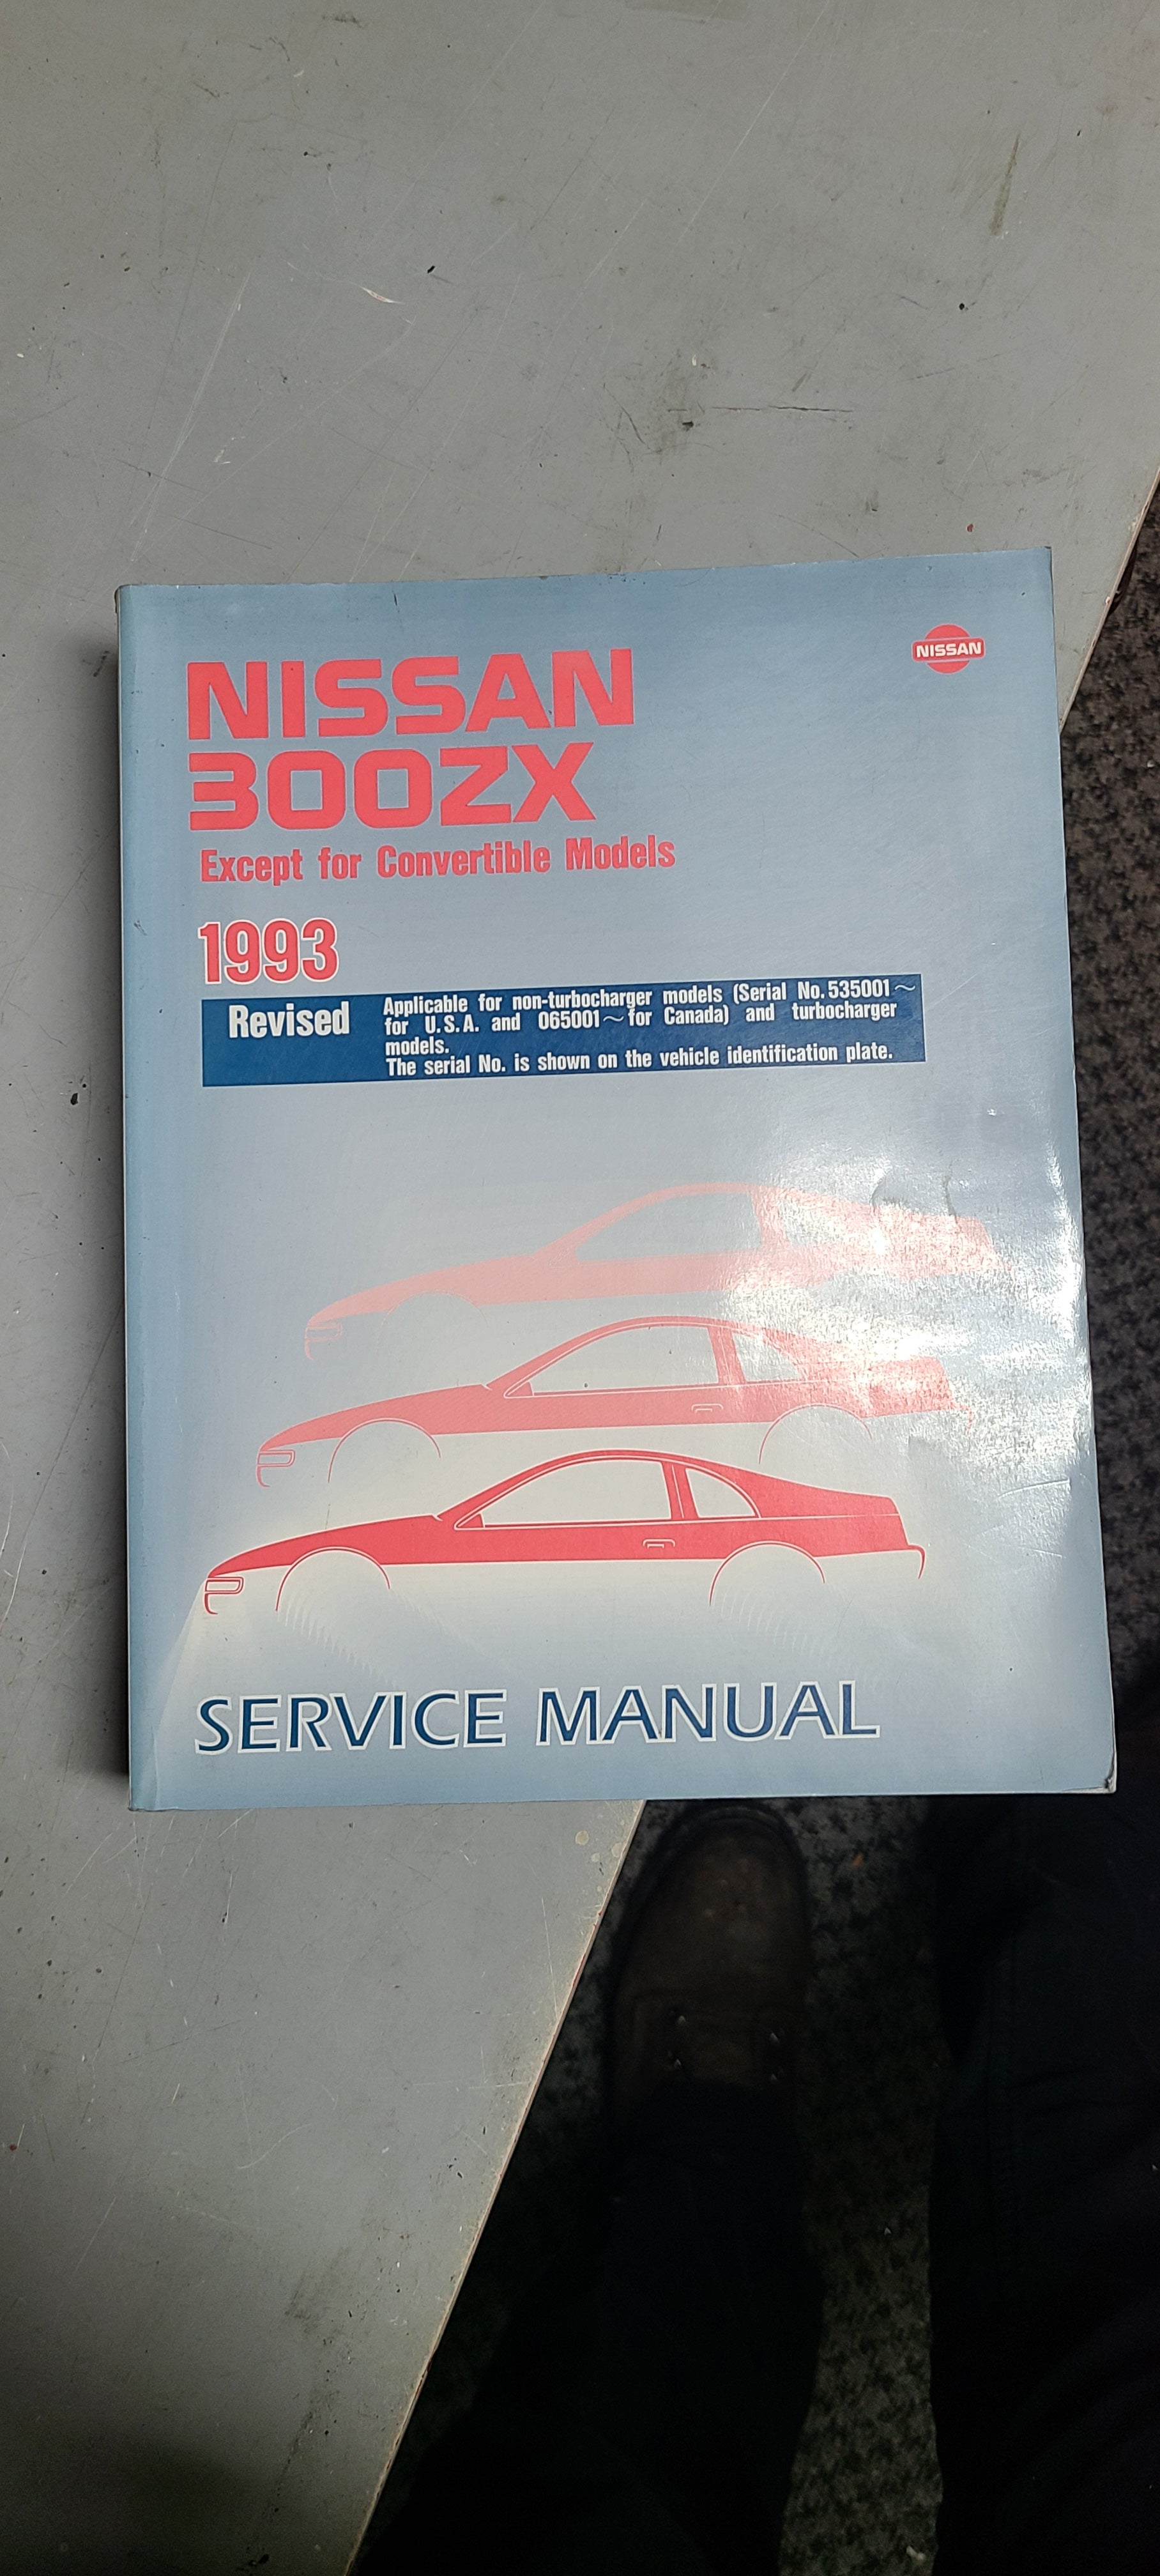 NISSAN
NISSAN
300ZX
Except for Convertible Models
1993
Revised
Applicable for non-turbocharger models (Serial No. 535001～
for U.S.A. and 065001～for Canada) and turbocharger
models.
The serial No. is shown on the vehicle identification plate.
SERVICE MANUAL